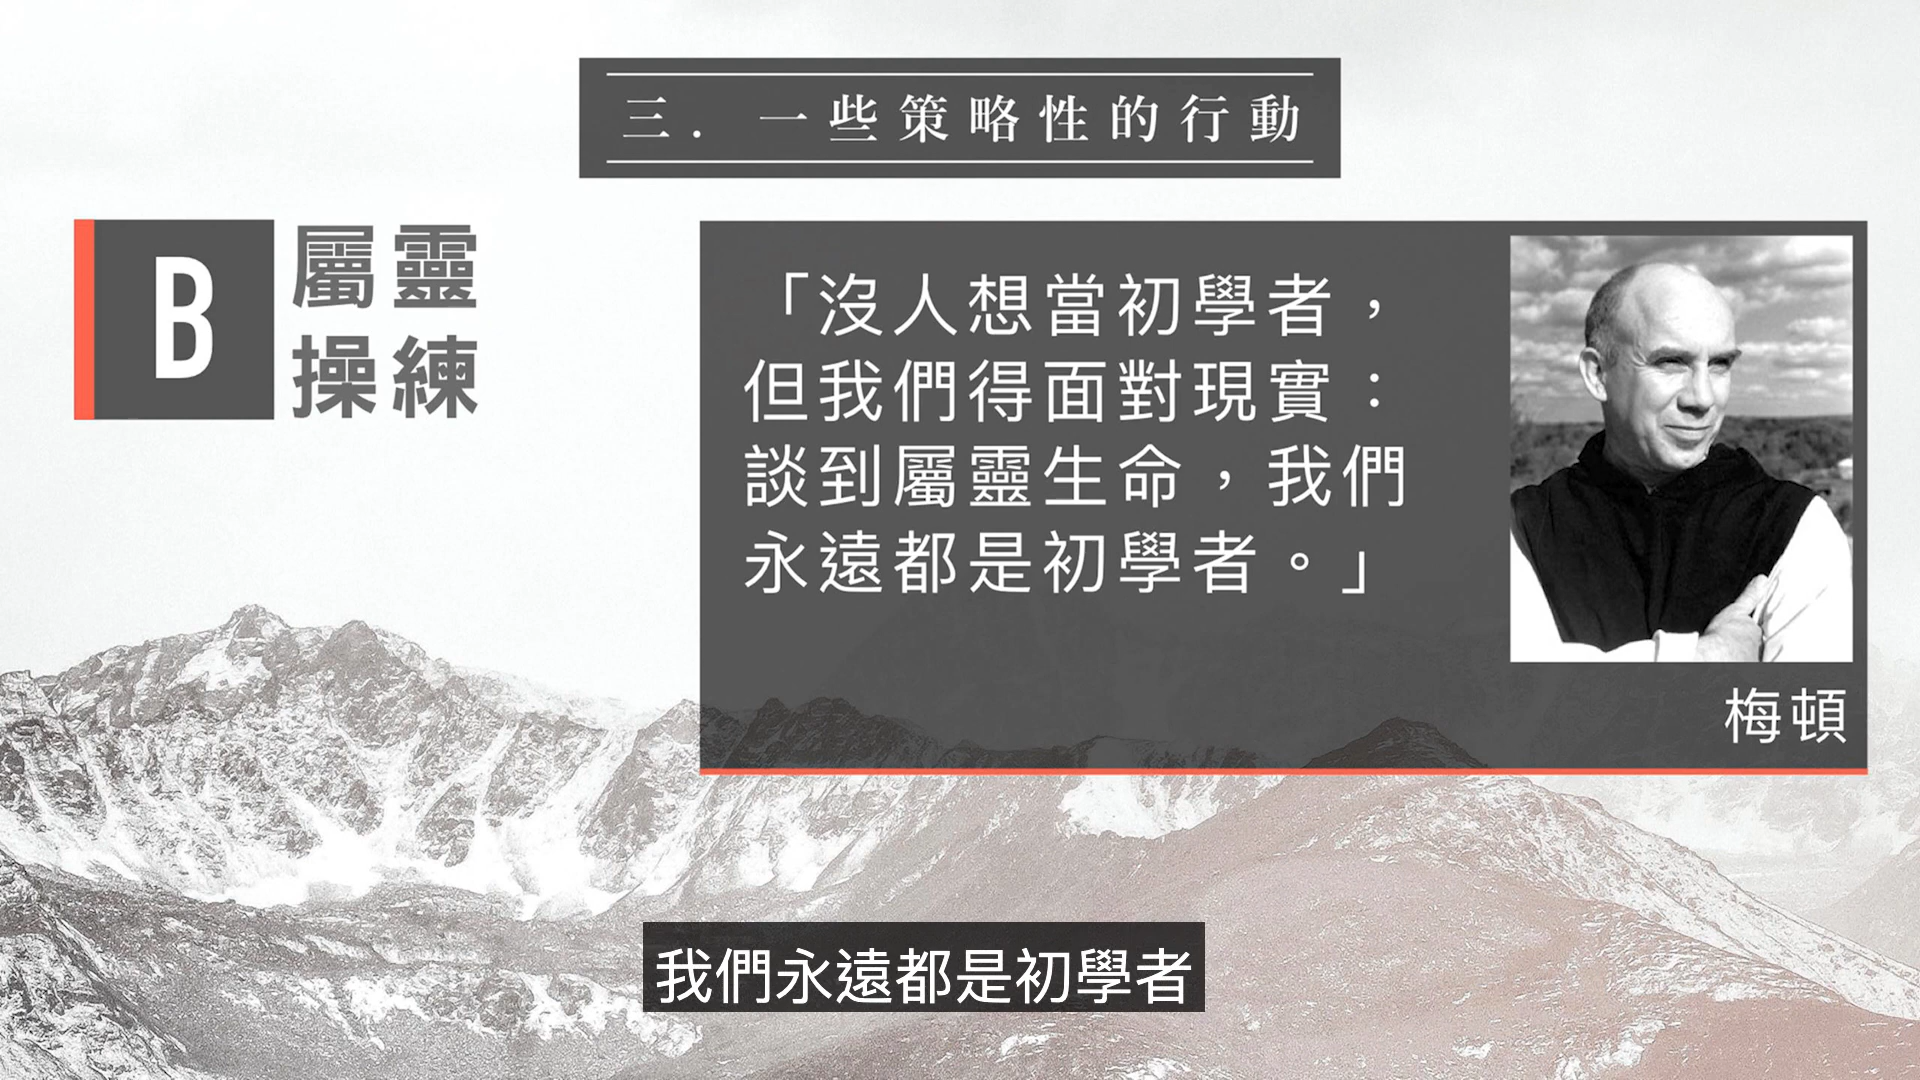 三. 一些策略性的行動
B
屬靈
操練
「沒人想當初學者，
但我們得面對現實：
談到屬靈生命，我們
永遠都是初學者。」
梅頓
我們永遠都是初學者